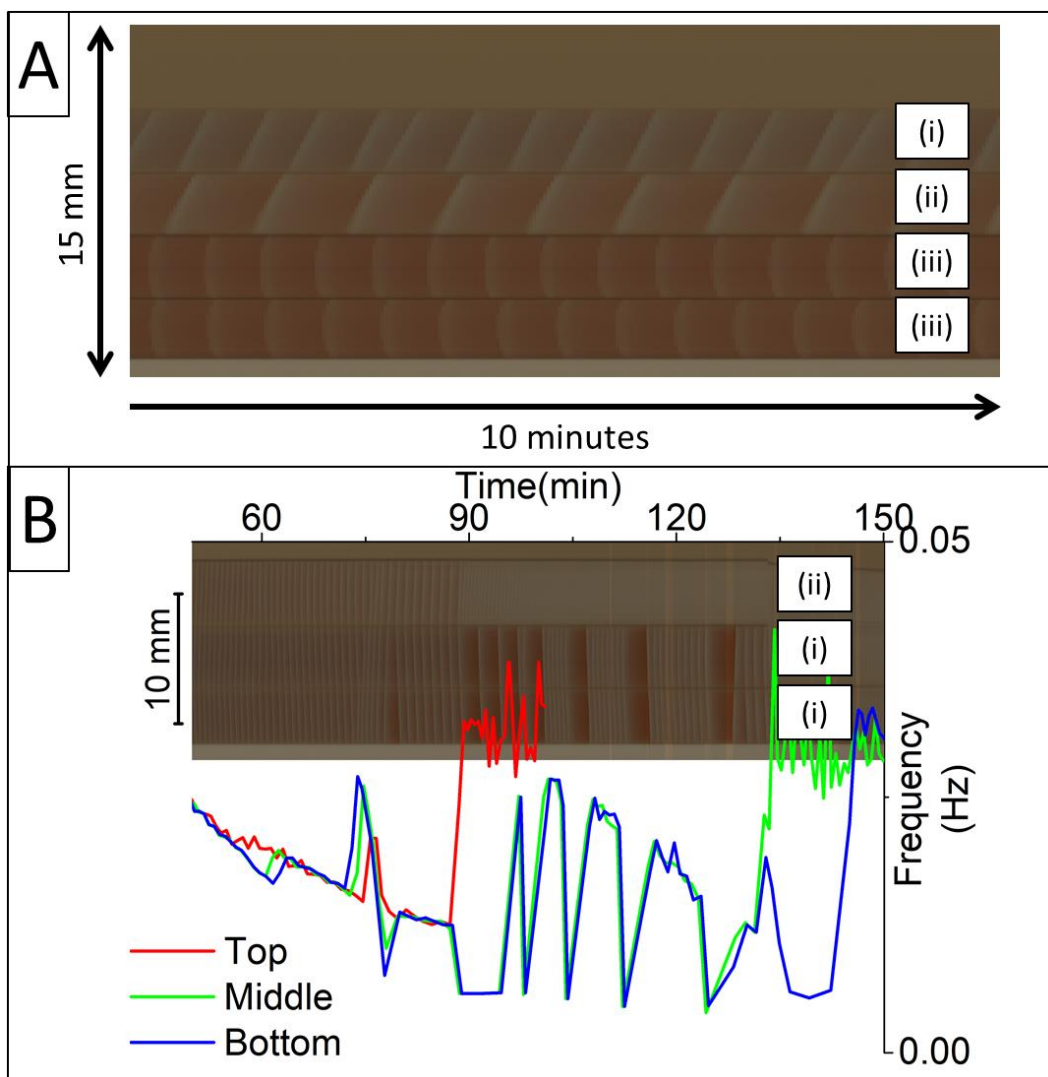 A
15 mm
(i)
(ii)
(iii)
(iii)
10 minutes
B
Time(min)
60 90 120 150
0.05
10 mm
(ii)
(i)
(i)
Frequency
(Hz)
Top
Middle
Bottom
0.00